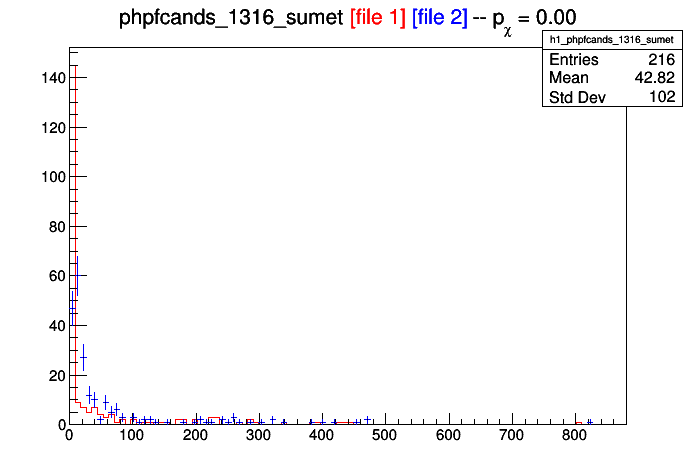 phpfcands_1316_sumet [file 1] [file 2] -- pχ = 0.00
h1_phpfcands_1316_sumet
Entries 216
Mean 42.82
Std Dev 102
140
120
100
80
60
40
20
0
0 100 200 300 400 500 600 700 800